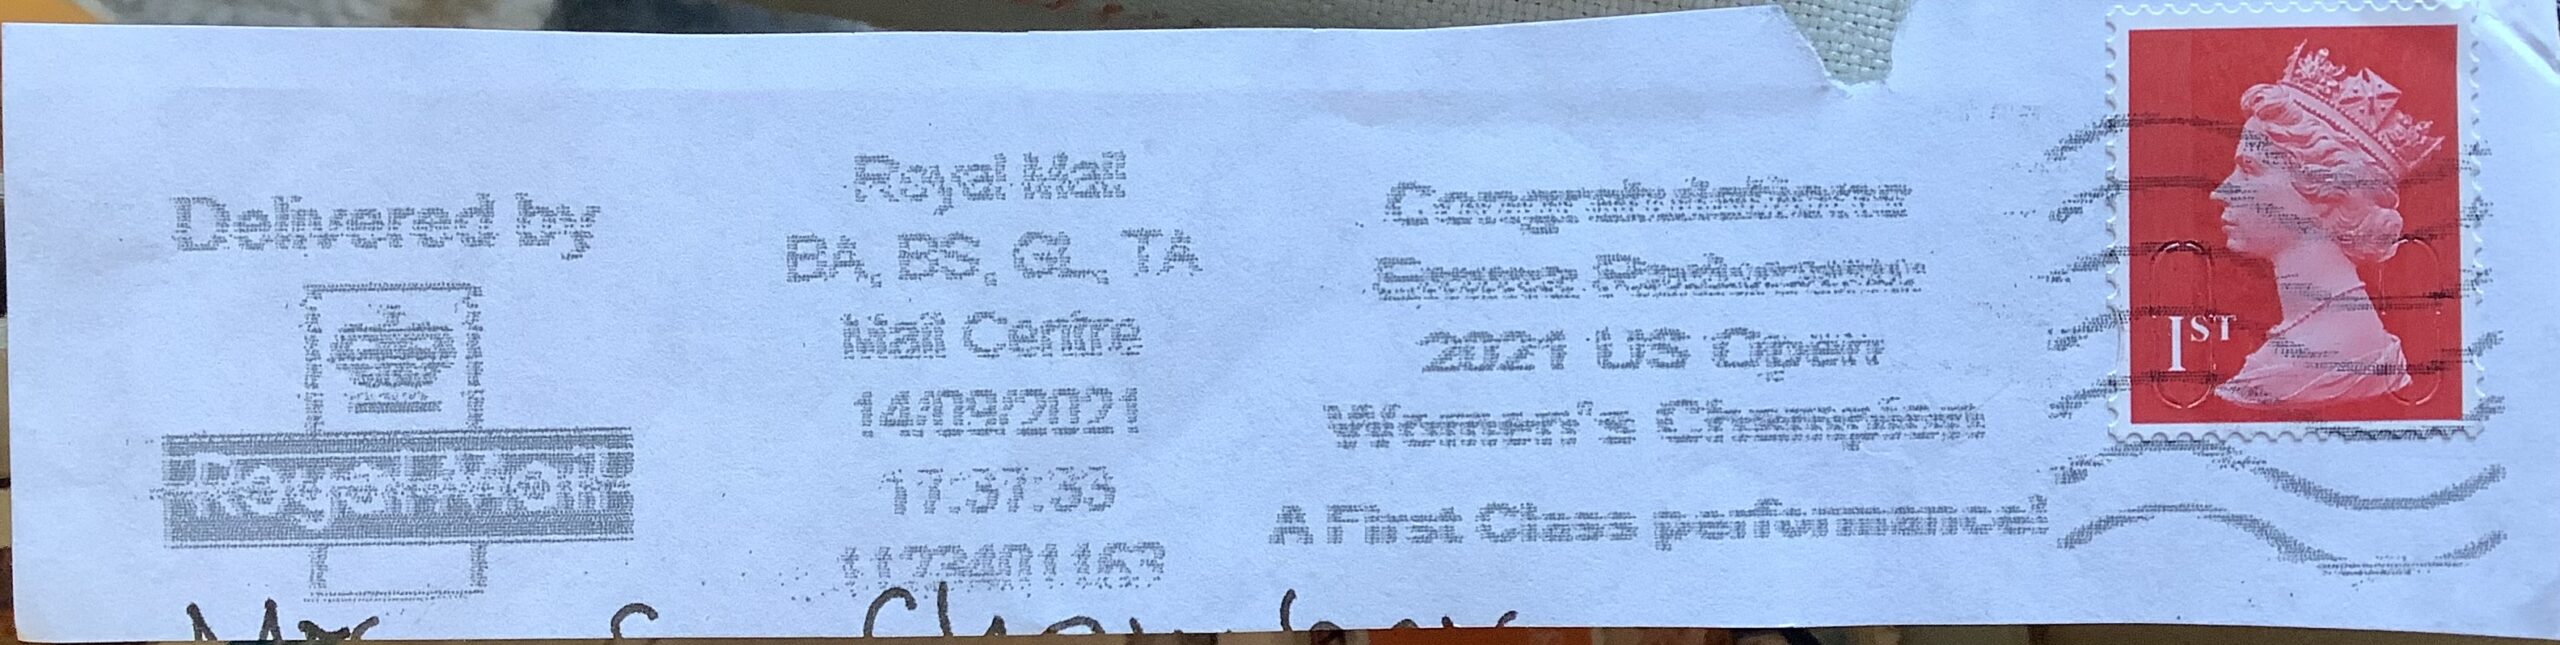 Delivered by
Royal Mail
Royal Mail
BA, BS, GL, TA
Mail Centre
14/09/2021
17:37:33
1173401163
Congratulations
Emma Raducanu
2021 US Open
Women's Champion
A First Class performance!
1ST